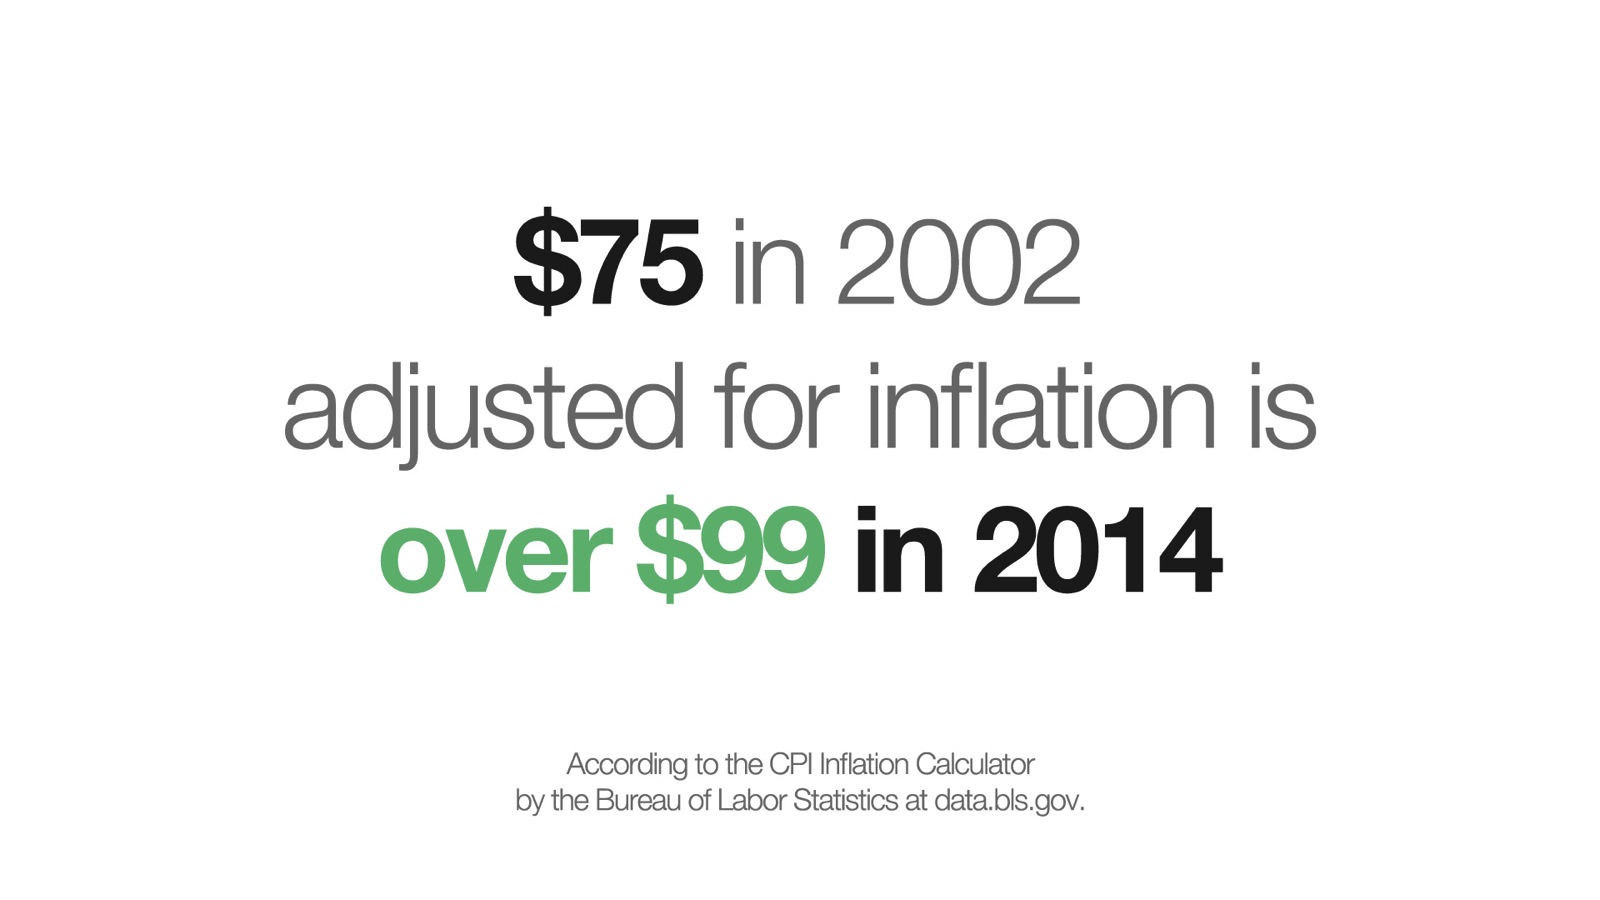 $75 in 2002
adjusted for inflation is
over $99 in 2014
According to the CPI Inflation Calculator
by the Bureau of Labor Statistics at data.bls.gov.